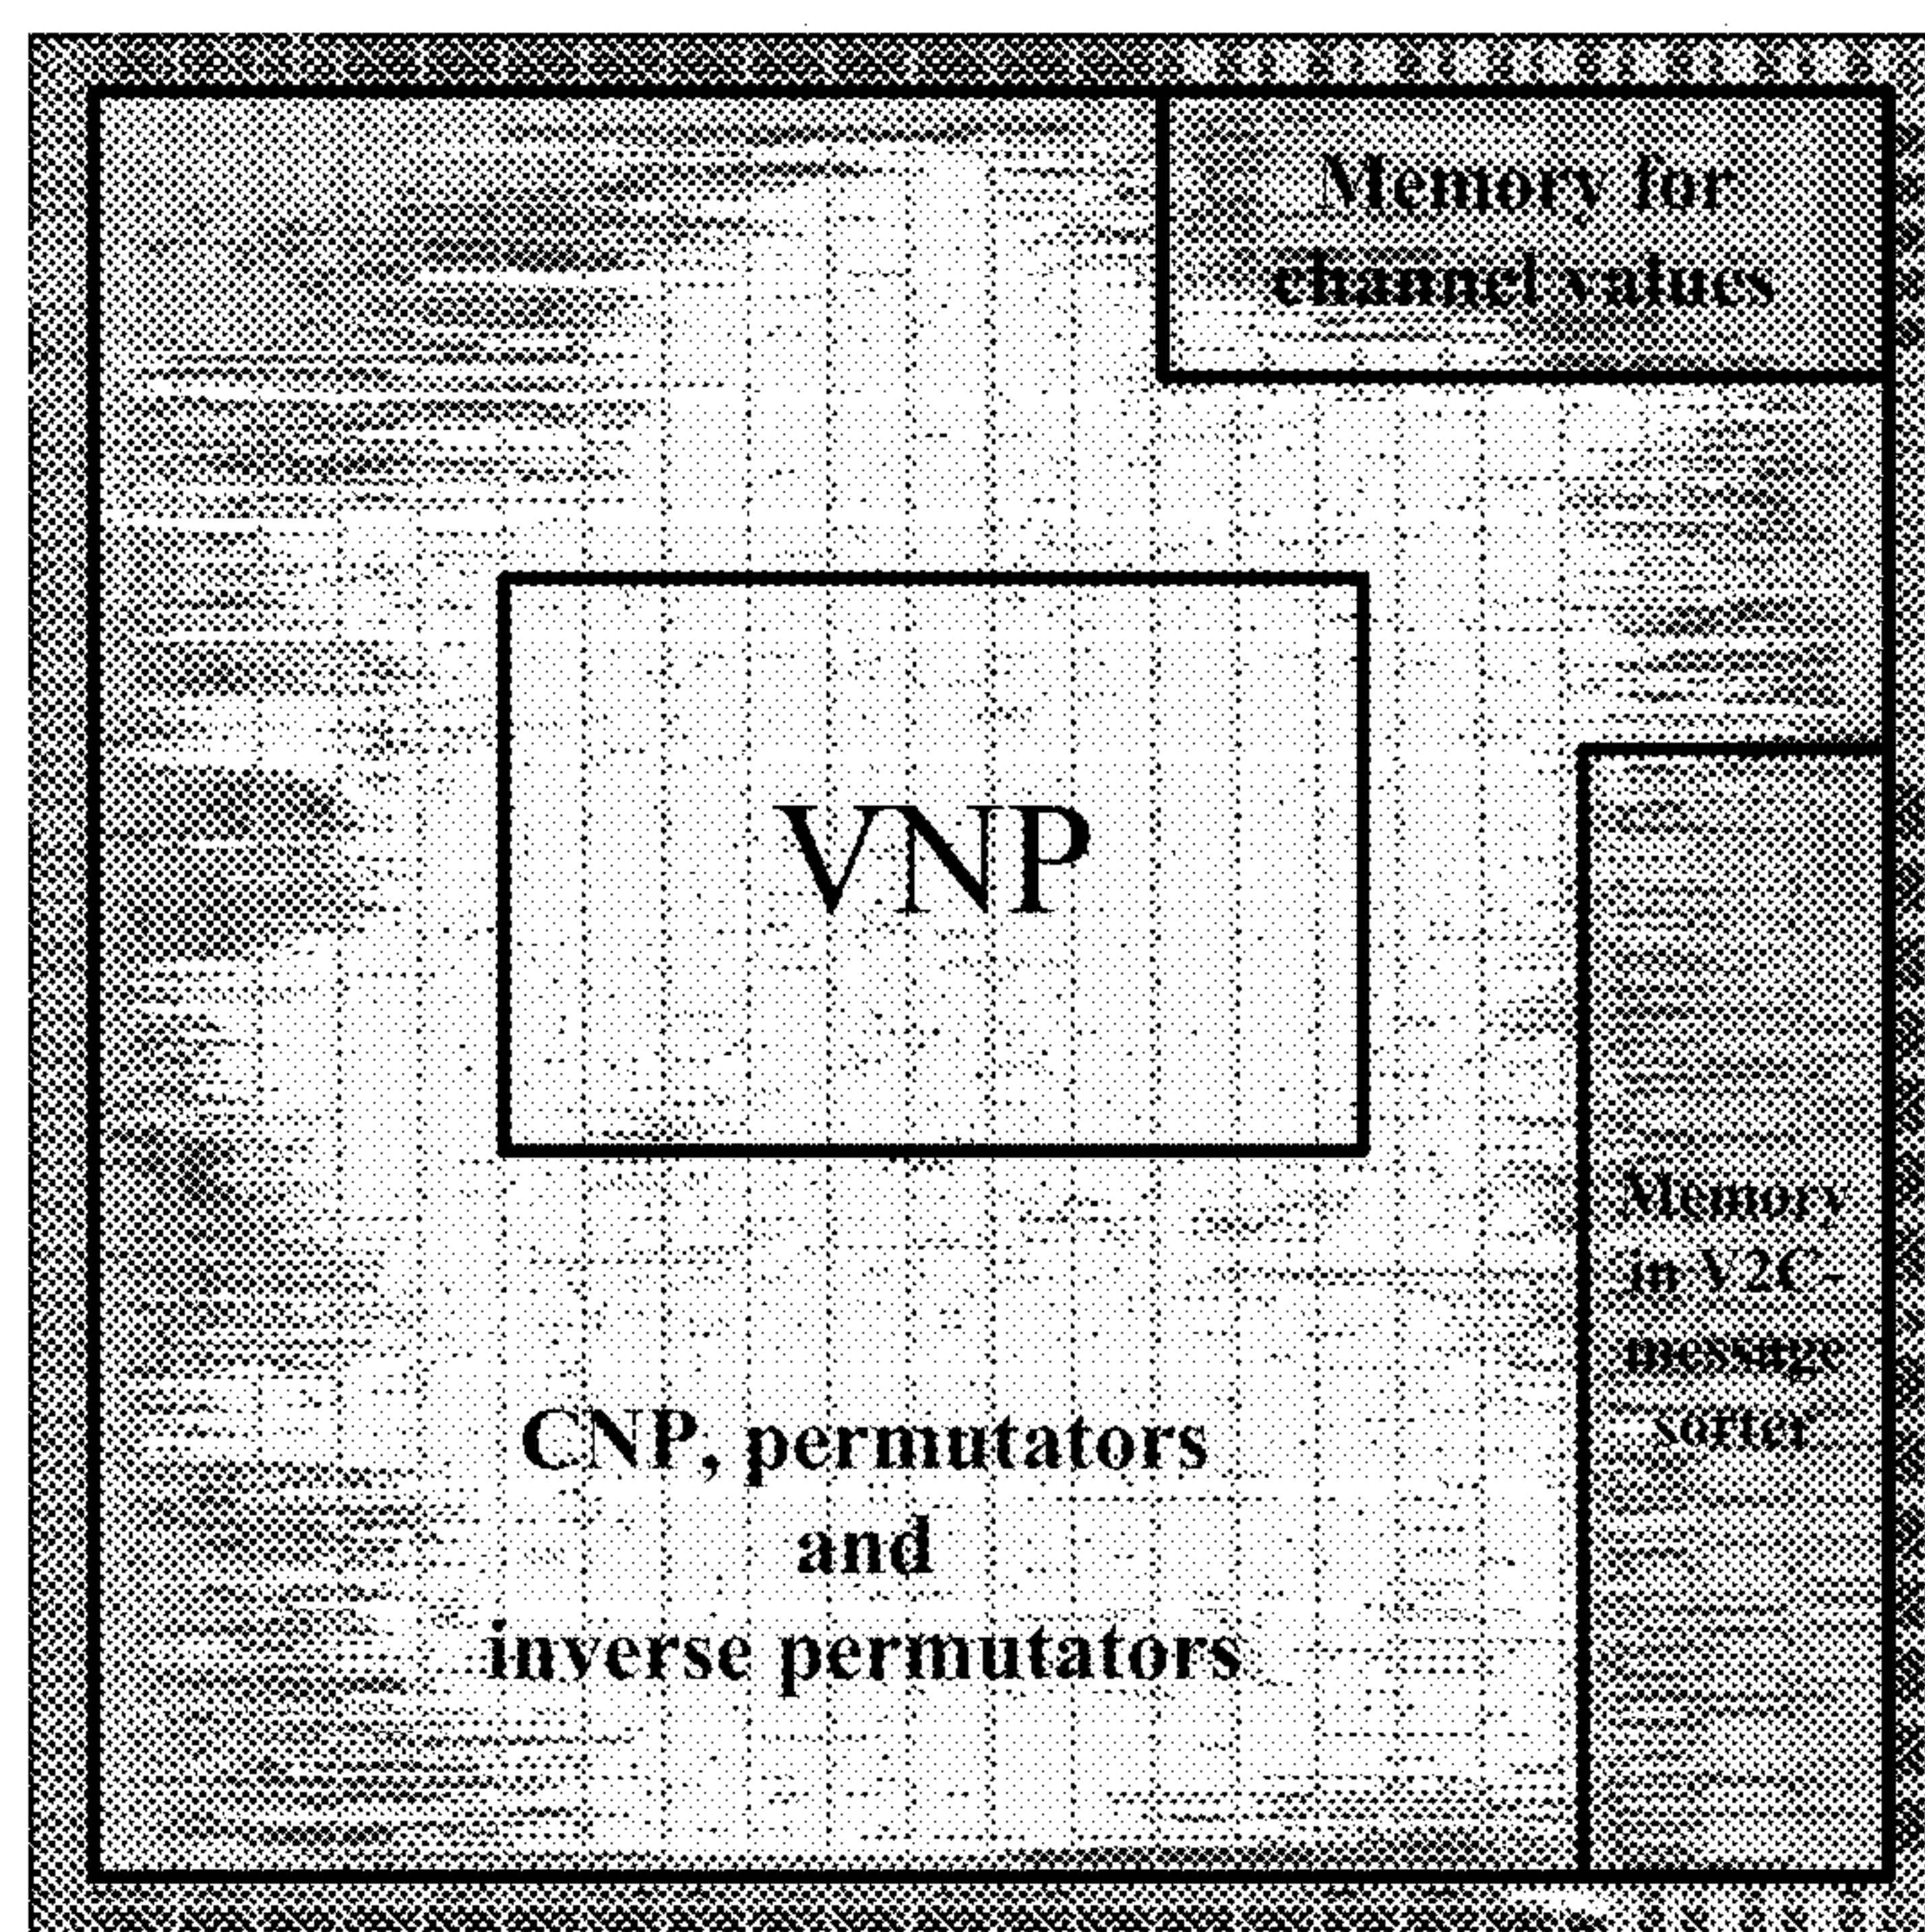 Memory for
channel values
VNP
Memory
in V2C-
message
sorter
CNP, permutators
and
inverse permutators